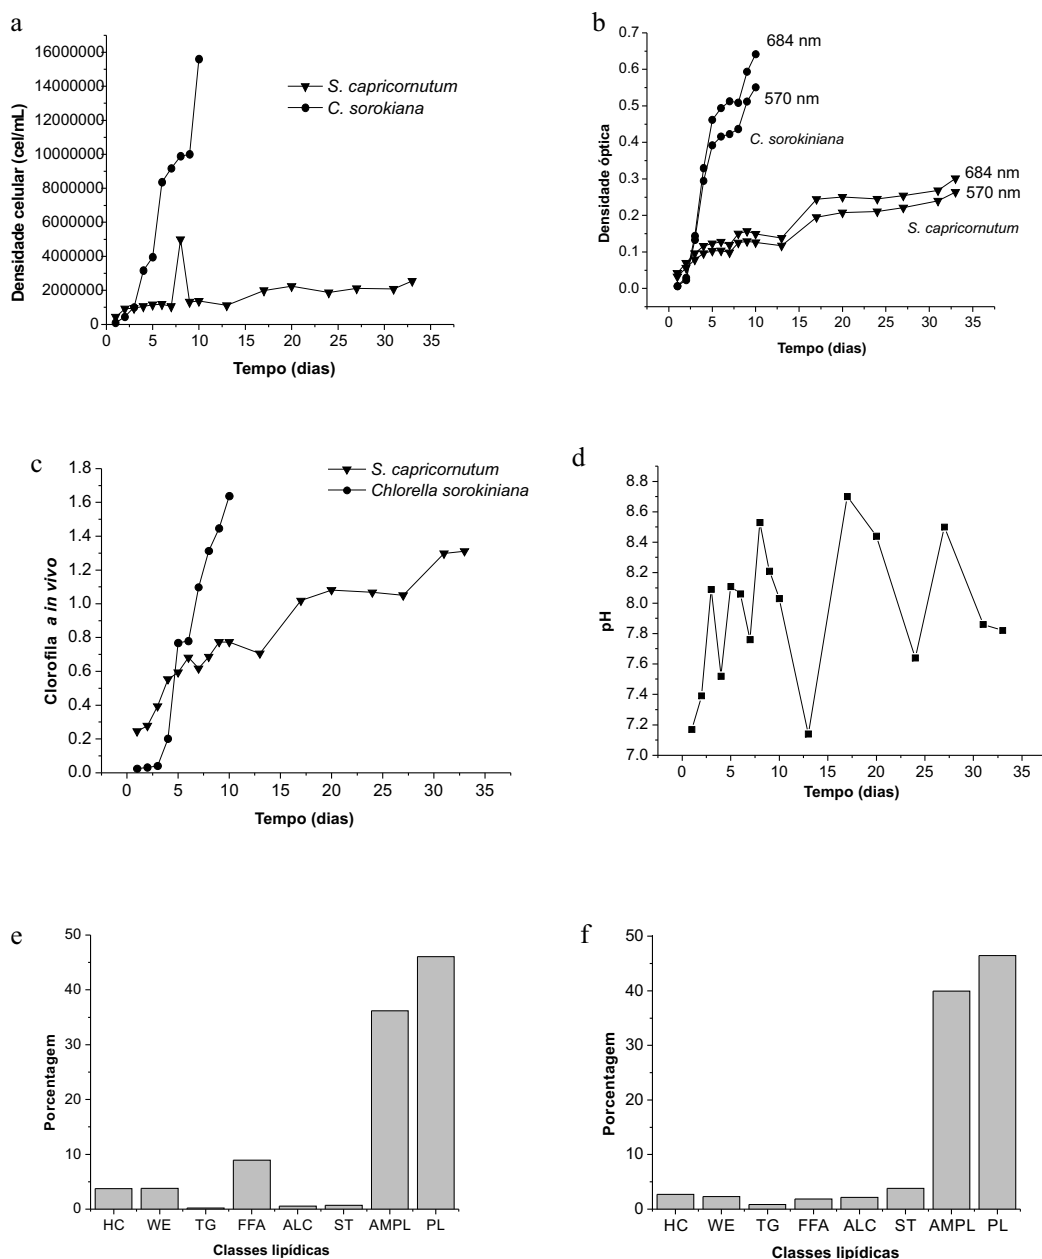 a
16000000
14000000
12000000
10000000
8000000
6000000
4000000
2000000
0
0 5 10 15 20 25 30 35
Densidade celular (cel/mL)
Tempo (dias)
S. capricornutum
C. sorokiana
b
0.7
0.6
0.5
0.4
0.3
0.2
0.1
0.0
0 5 10 15 20 25 30 35
Densidade óptica
Tempo (dias)
684 nm
570 nm
C. sorokiniana
684 nm
570 nm
S. capricornutum
c
1.8
1.6
1.4
1.2
1.0
0.8
0.6
0.4
0.2
0.0
0 5 10 15 20 25 30 35
Clorofila a in vivo
Tempo (dias)
S. capricornutum
Chlorella sorokiniana
d
8.8
8.6
8.4
8.2
8.0
7.8
7.6
7.4
7.2
7.0
0 5 10 15 20 25 30 35
pH
Tempo (dias)
e
50
40
30
20
10
0
HC WE TG FFA ALC ST AMPL PL
Porcentagem
Classes lipídicas
f
50
40
30
20
10
0
HC WE TG FFA ALC ST AMPL PL
Porcentagem
Classes lipídicas